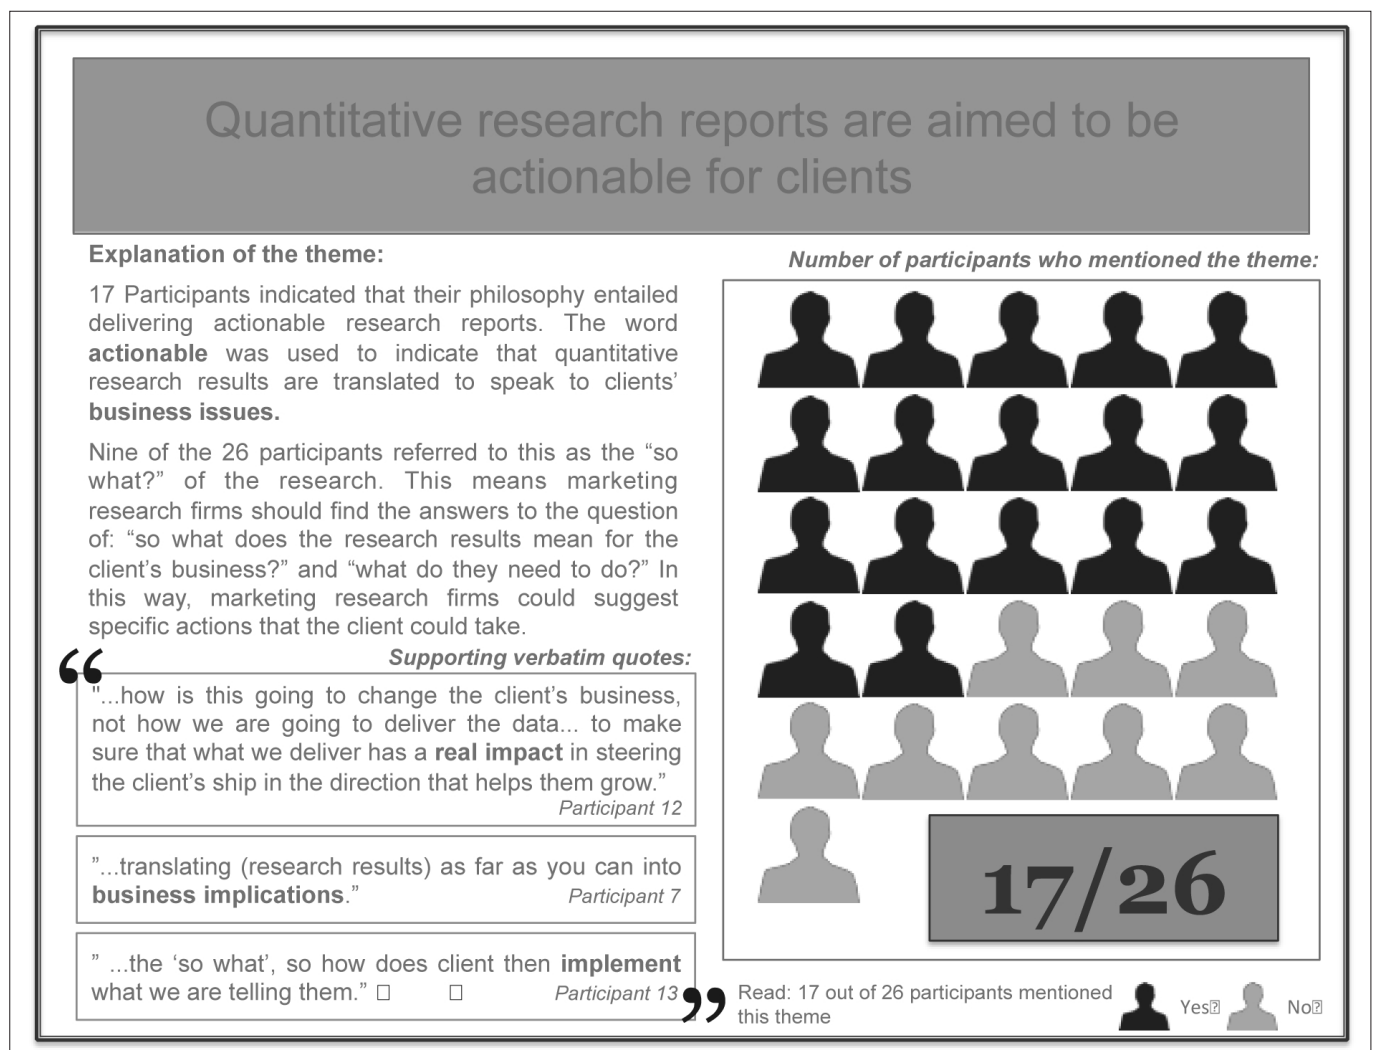 Quantitative research reports are aimed to be
actionable for clients
Explanation of the theme:
17 Participants indicated that their philosophy entailed
delivering actionable research reports. The word
actionable was used to indicate that quantitative
research results are translated to speak to clients’
business issues.
Nine of the 26 participants referred to this as the “so
what?” of the research. This means marketing
research firms should find the answers to the question
of: “so what does the research results mean for the
client’s business?” and “what do they need to do?” In
this way, marketing research firms could suggest
specific actions that the client could take.
Supporting verbatim quotes:
“
"...how is this going to change the client’s business,
not how we are going to deliver the data... to make
sure that what we deliver has a real impact in steering
the client’s ship in the direction that helps them grow.”
Participant 12
”...translating (research results) as far as you can into
business implications.” Participant 7
” ...the ‘so what’, so how does client then implement
what we are telling them.” Participant 13
”
Number of participants who mentioned the theme:
17/26
Read: 17 out of 26 participants mentioned
this theme
Yes
No